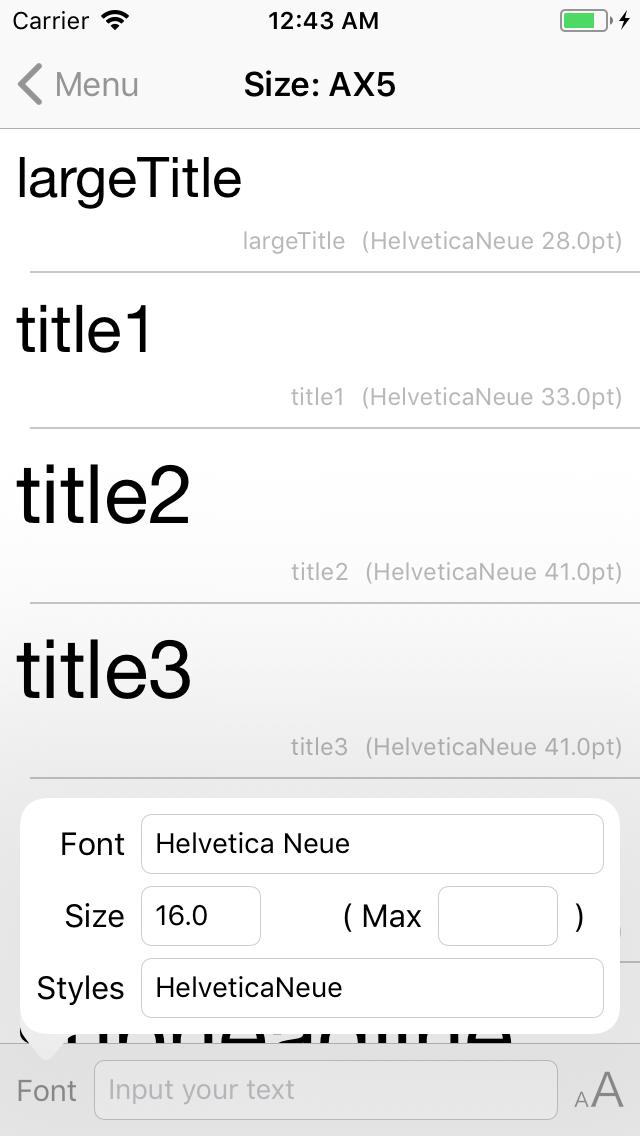 Carrier 12:43 AM
Menu Size: AX5
largeTitle
largeTitle (HelveticaNeue 28.0pt)
title1
title1 (HelveticaNeue 33.0pt)
title2
title2 (HelveticaNeue 41.0pt)
title3
title3 (HelveticaNeue 41.0pt)
Font Helvetica Neue
Size 16.0 ( Max )
Styles HelveticaNeue
Font Input your text AA